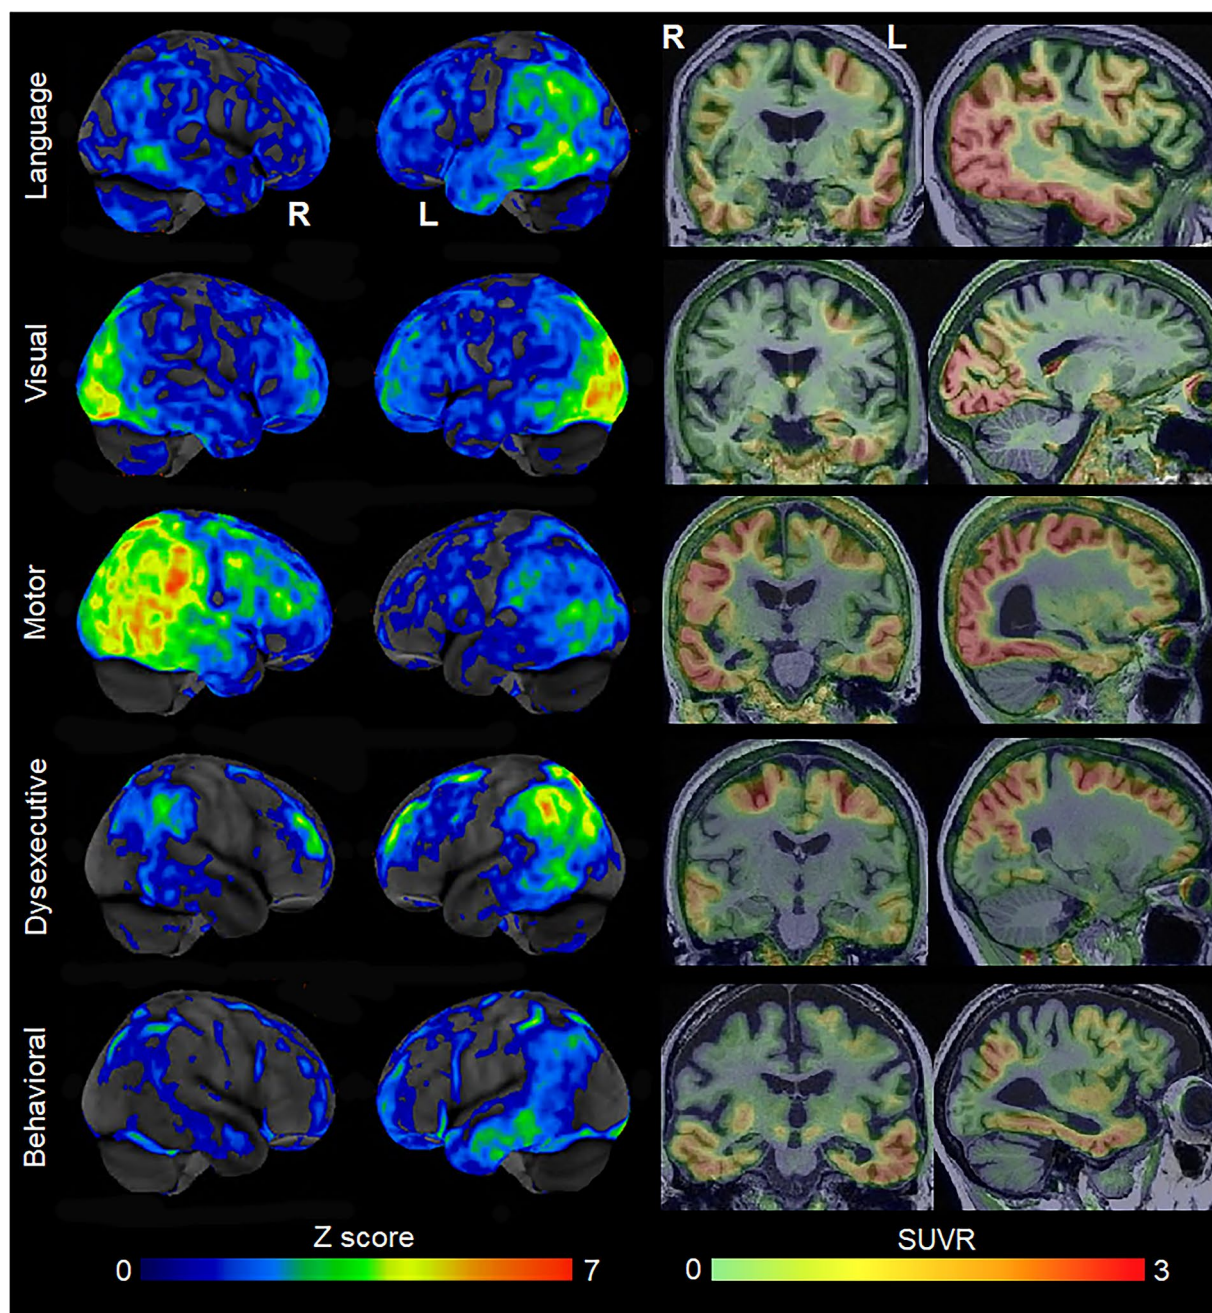 Language
R
L
R
L
Visual
Motor
Dysexecutive
Behavioral
Z score
0
7
SUVR
0
3